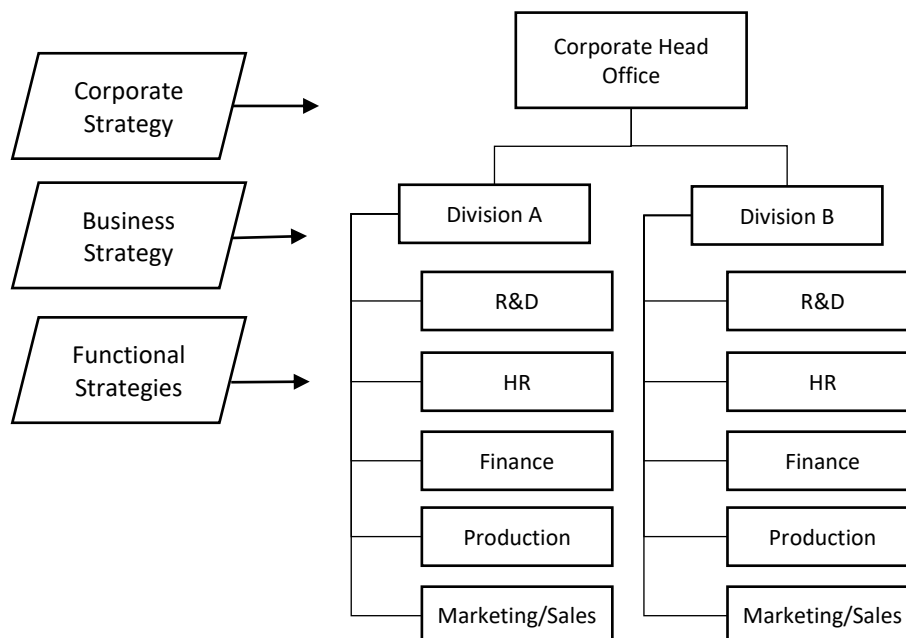 Corporate Head
Office
Corporate
Strategy
Business
Strategy
Division A
Division B
Functional
Strategies
R&D
R&D
HR
HR
Finance
Finance
Production
Production
Marketing/Sales
Marketing/Sales